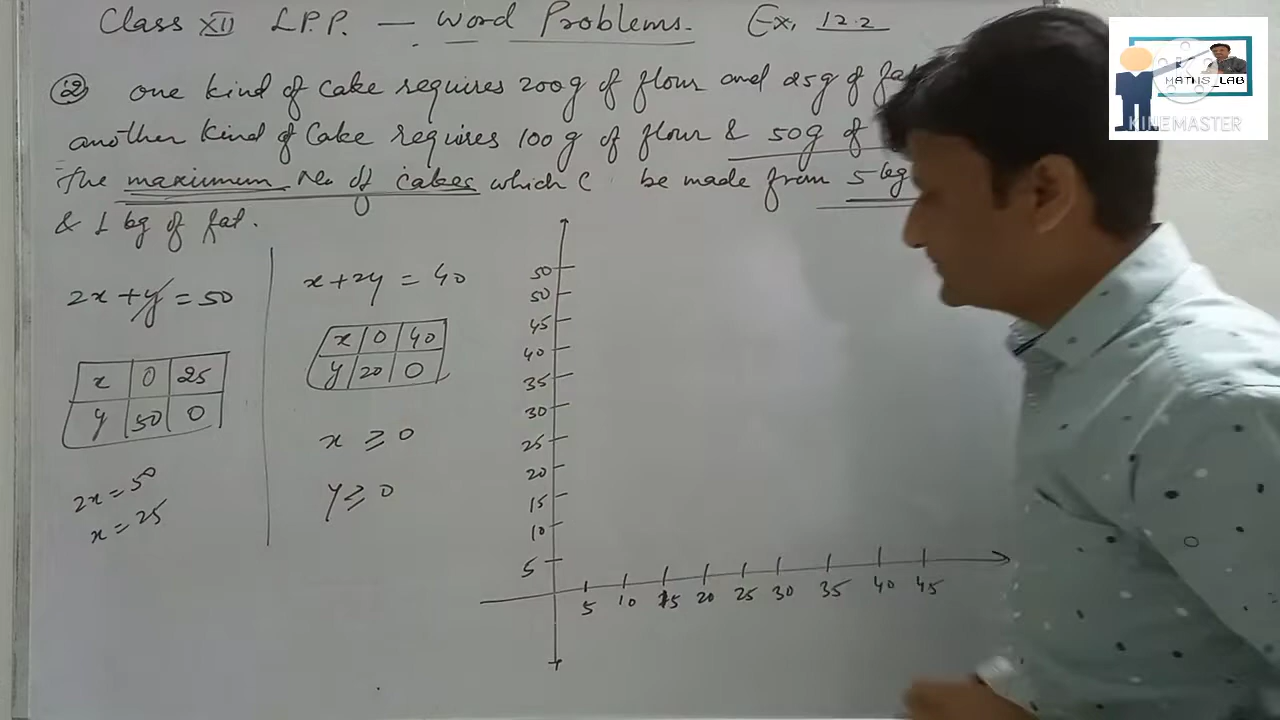 Class XII L.P.P. — Word Problems. Ex. 12.2
② one kind of cake requires 200g of flour and 25g of fat
another kind of cake requires 100 g of flour & 50g of
the maximum no. of cakes which c be made from 5 kg
& 1 kg of fat.
2x + y = 50
x 0 25
y 50 0
2x = 50
x = 25
x + 2y = 40
x 0 40
y 20 0
x ≥ 0
y ≥ 0
50
50
45
40
35
30
25
20
15
10
5
5 10 15 20 25 30 35 40 45
MATHS_LAB
KINEMASTER